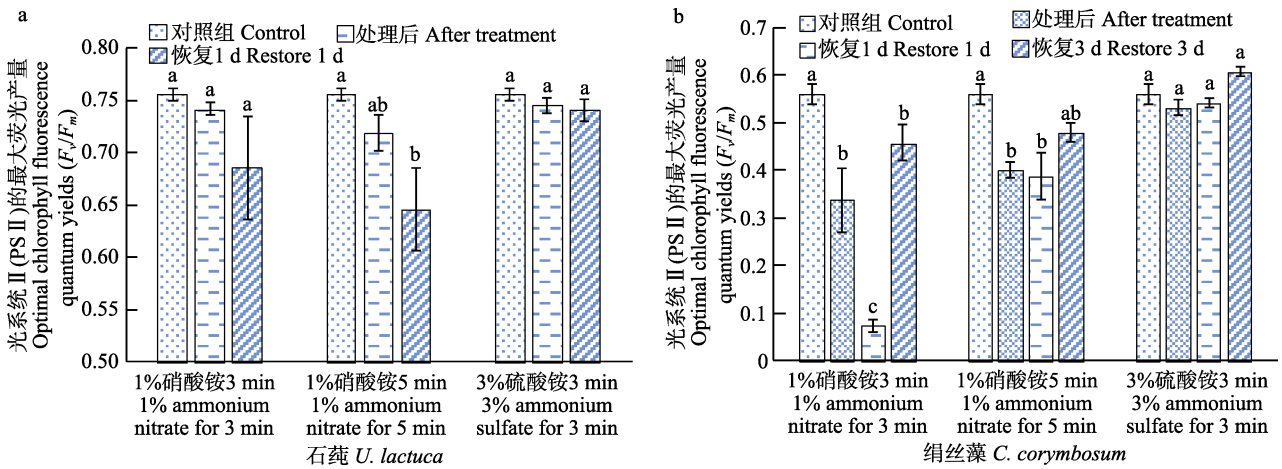 a
光系统Ⅱ(PSⅡ)的最大荧光产量
Optimal chlorophyll fluorescence
quantum yields (Fv/Fm)
对照组 Control
处理后 After treatment
恢复1 d Restore 1 d
0.80
0.75
0.70
0.65
0.60
0.55
0.50
a
a
a
a
ab
b
a
a
a
1%硝酸铵3 min
1% ammonium
nitrate for 3 min
1%硝酸铵5 min
1% ammonium
nitrate for 5 min
3%硫酸铵3 min
3% ammonium
sulfate for 3 min
石莼 U. lactuca
b
光系统Ⅱ(PSⅡ)的最大荧光产量
Optimal chlorophyll fluorescence
quantum yields (Fv/Fm)
对照组 Control
处理后 After treatment
恢复1 d Restore 1 d
恢复3 d Restore 3 d
0.7
0.6
0.5
0.4
0.3
0.2
0.1
0
a
b
c
b
a
b
b
ab
a
a
a
a
1%硝酸铵3 min
1% ammonium
nitrate for 3 min
1%硝酸铵5 min
1% ammonium
nitrate for 5 min
3%硫酸铵3 min
3% ammonium
sulfate for 3 min
绢丝藻 C. corymbosum